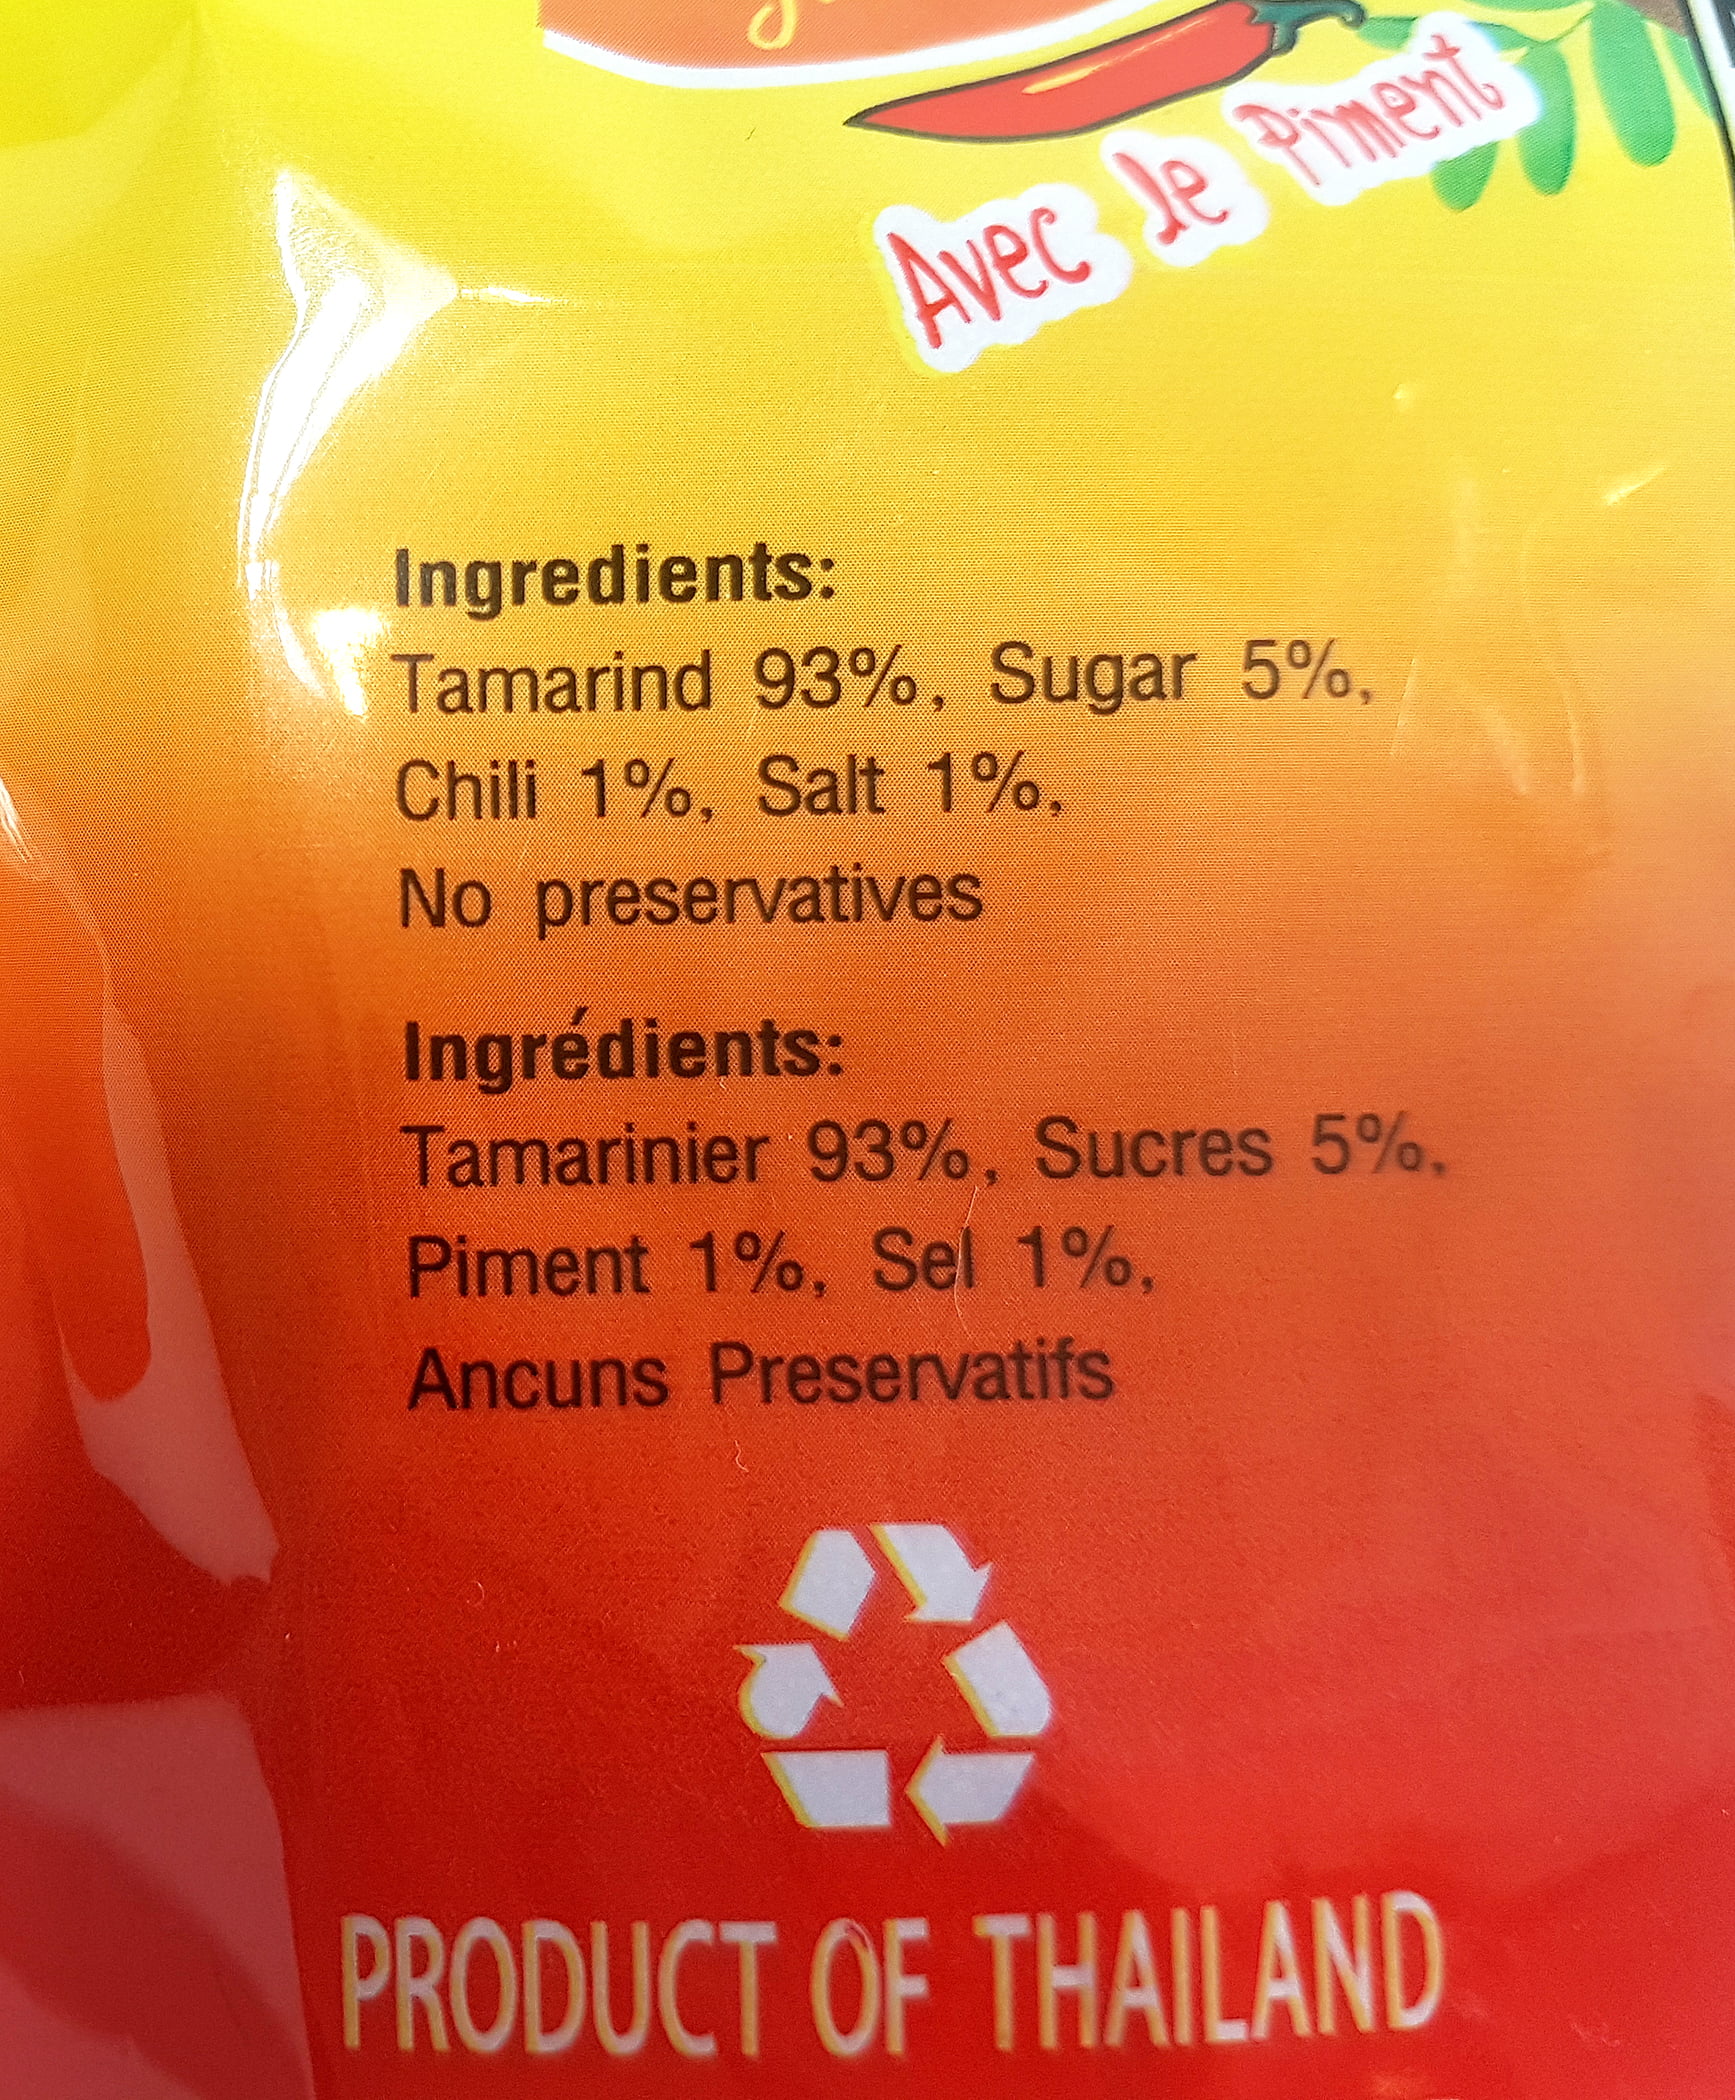 Avec le Piment
Ingredients:
Tamarind 93%, Sugar 5%,
Chili 1%, Salt 1%,
No preservatives
Ingrédients:
Tamarinier 93%, Sucres 5%,
Piment 1%, Sel 1%,
Ancuns Preservatifs
PRODUCT OF THAILAND